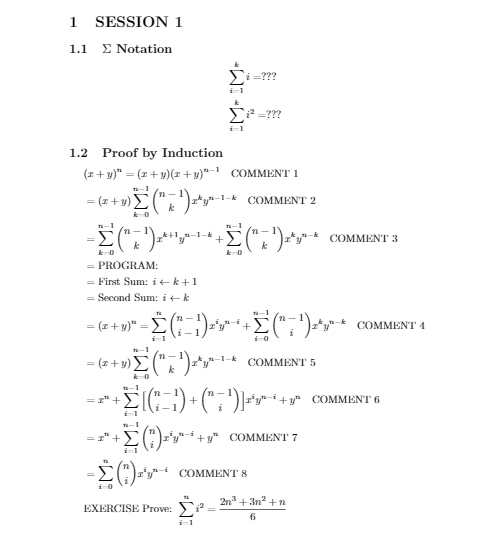 1 SESSION 1
1.1 Σ Notation
\sum_{i=1}^{k} i =???
\sum_{i=1}^{k} i^2 =???
1.2 Proof by Induction
(x + y)^n = (x + y)(x + y)^{n-1} COMMENT 1
= (x + y) \sum_{k=0}^{n-1} \binom{n-1}{k} x^k y^{n-1-k} COMMENT 2
= \sum_{k=0}^{n-1} \binom{n-1}{k} x^{k+1} y^{n-1-k} + \sum_{k=0}^{n-1} \binom{n-1}{k} x^k y^{n-k} COMMENT 3
= PROGRAM:
= First Sum: i ← k + 1
= Second Sum: i ← k
= (x + y)^n = \sum_{i=1}^{n} \binom{n-1}{i-1} x^i y^{n-i} + \sum_{i=0}^{n-1} \binom{n-1}{i} x^k y^{n-k} COMMENT 4
= (x + y) \sum_{k=0}^{n-1} \binom{n-1}{k} x^k y^{n-1-k} COMMENT 5
= x^n + \sum_{i=1}^{n-1} [\binom{n-1}{i-1} + \binom{n-1}{i}] x^i y^{n-i} + y^n COMMENT 6
= x^n + \sum_{i=1}^{n-1} \binom{n}{i} x^i y^{n-i} + y^n COMMENT 7
= \sum_{i=0}^{n} \binom{n}{i} x^i y^{n-i} COMMENT 8
EXERCISE Prove: \sum_{i=1}^{n} i^2 = \frac{2n^3 + 3n^2 + n}{6}